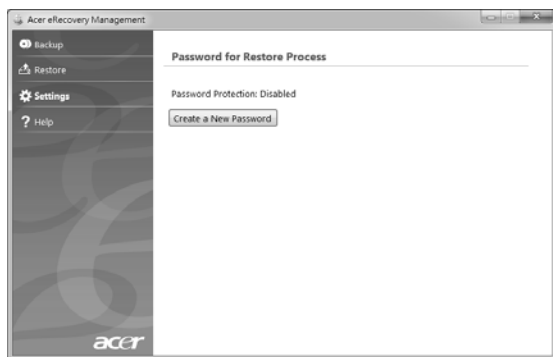 Acer eRecovery Management
Backup
Restore
Settings
Help
Password for Restore Process
Password Protection: Disabled
Create a New Password
acer